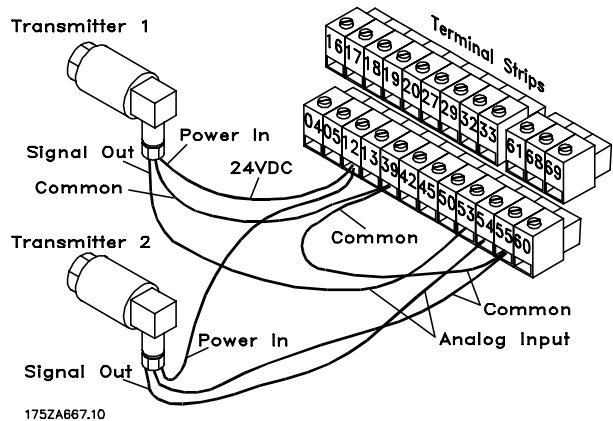 Transmitter 1
Terminal Strips
16 17 18 19 20 27 29 32 33
61 68 69
04 05 12 13 39 42 45 50 53 54 55 60
Power In
Signal Out
24VDC
Common
Common
Transmitter 2
Common
Power In
Analog Input
Signal Out
175ZA667.10